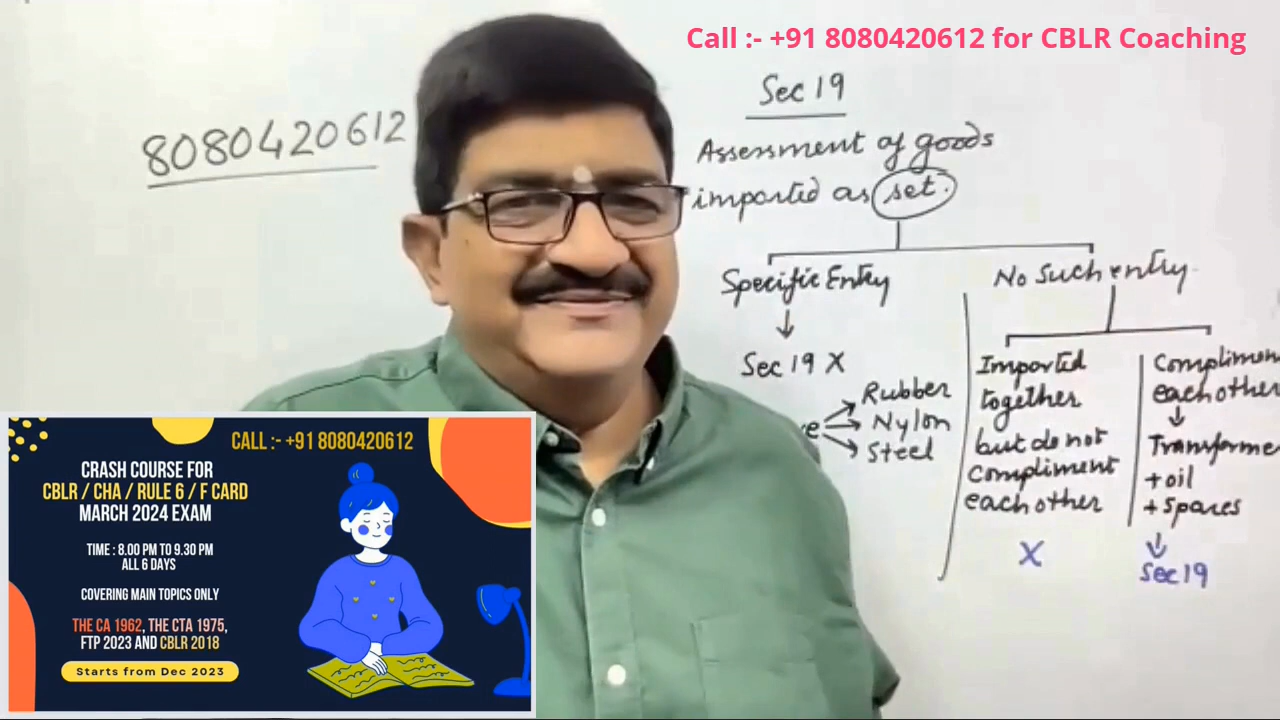 Call :- +91 8080420612 for CBLR Coaching
8080420612
Sec 19
Assessment of goods
imported as set.
Specific Entry
Sec 19 X
Rubber
Nylon
Steel
No Such entry.
Imported
together
but do not
compliment
each other
X
each other
+ oil
+ Spares
Sec 19
CALL :- +91 8080420612
CRASH COURSE FOR
CBLR / CHA / RULE 6 / F CARD
MARCH 2024 EXAM
TIME : 8.00 PM TO 9.30 PM
ALL 6 DAYS
COVERING MAIN TOPICS ONLY
THE CA 1962, THE CTA 1975,
FTP 2023 AND CBLR 2018
Starts from Dec 2023